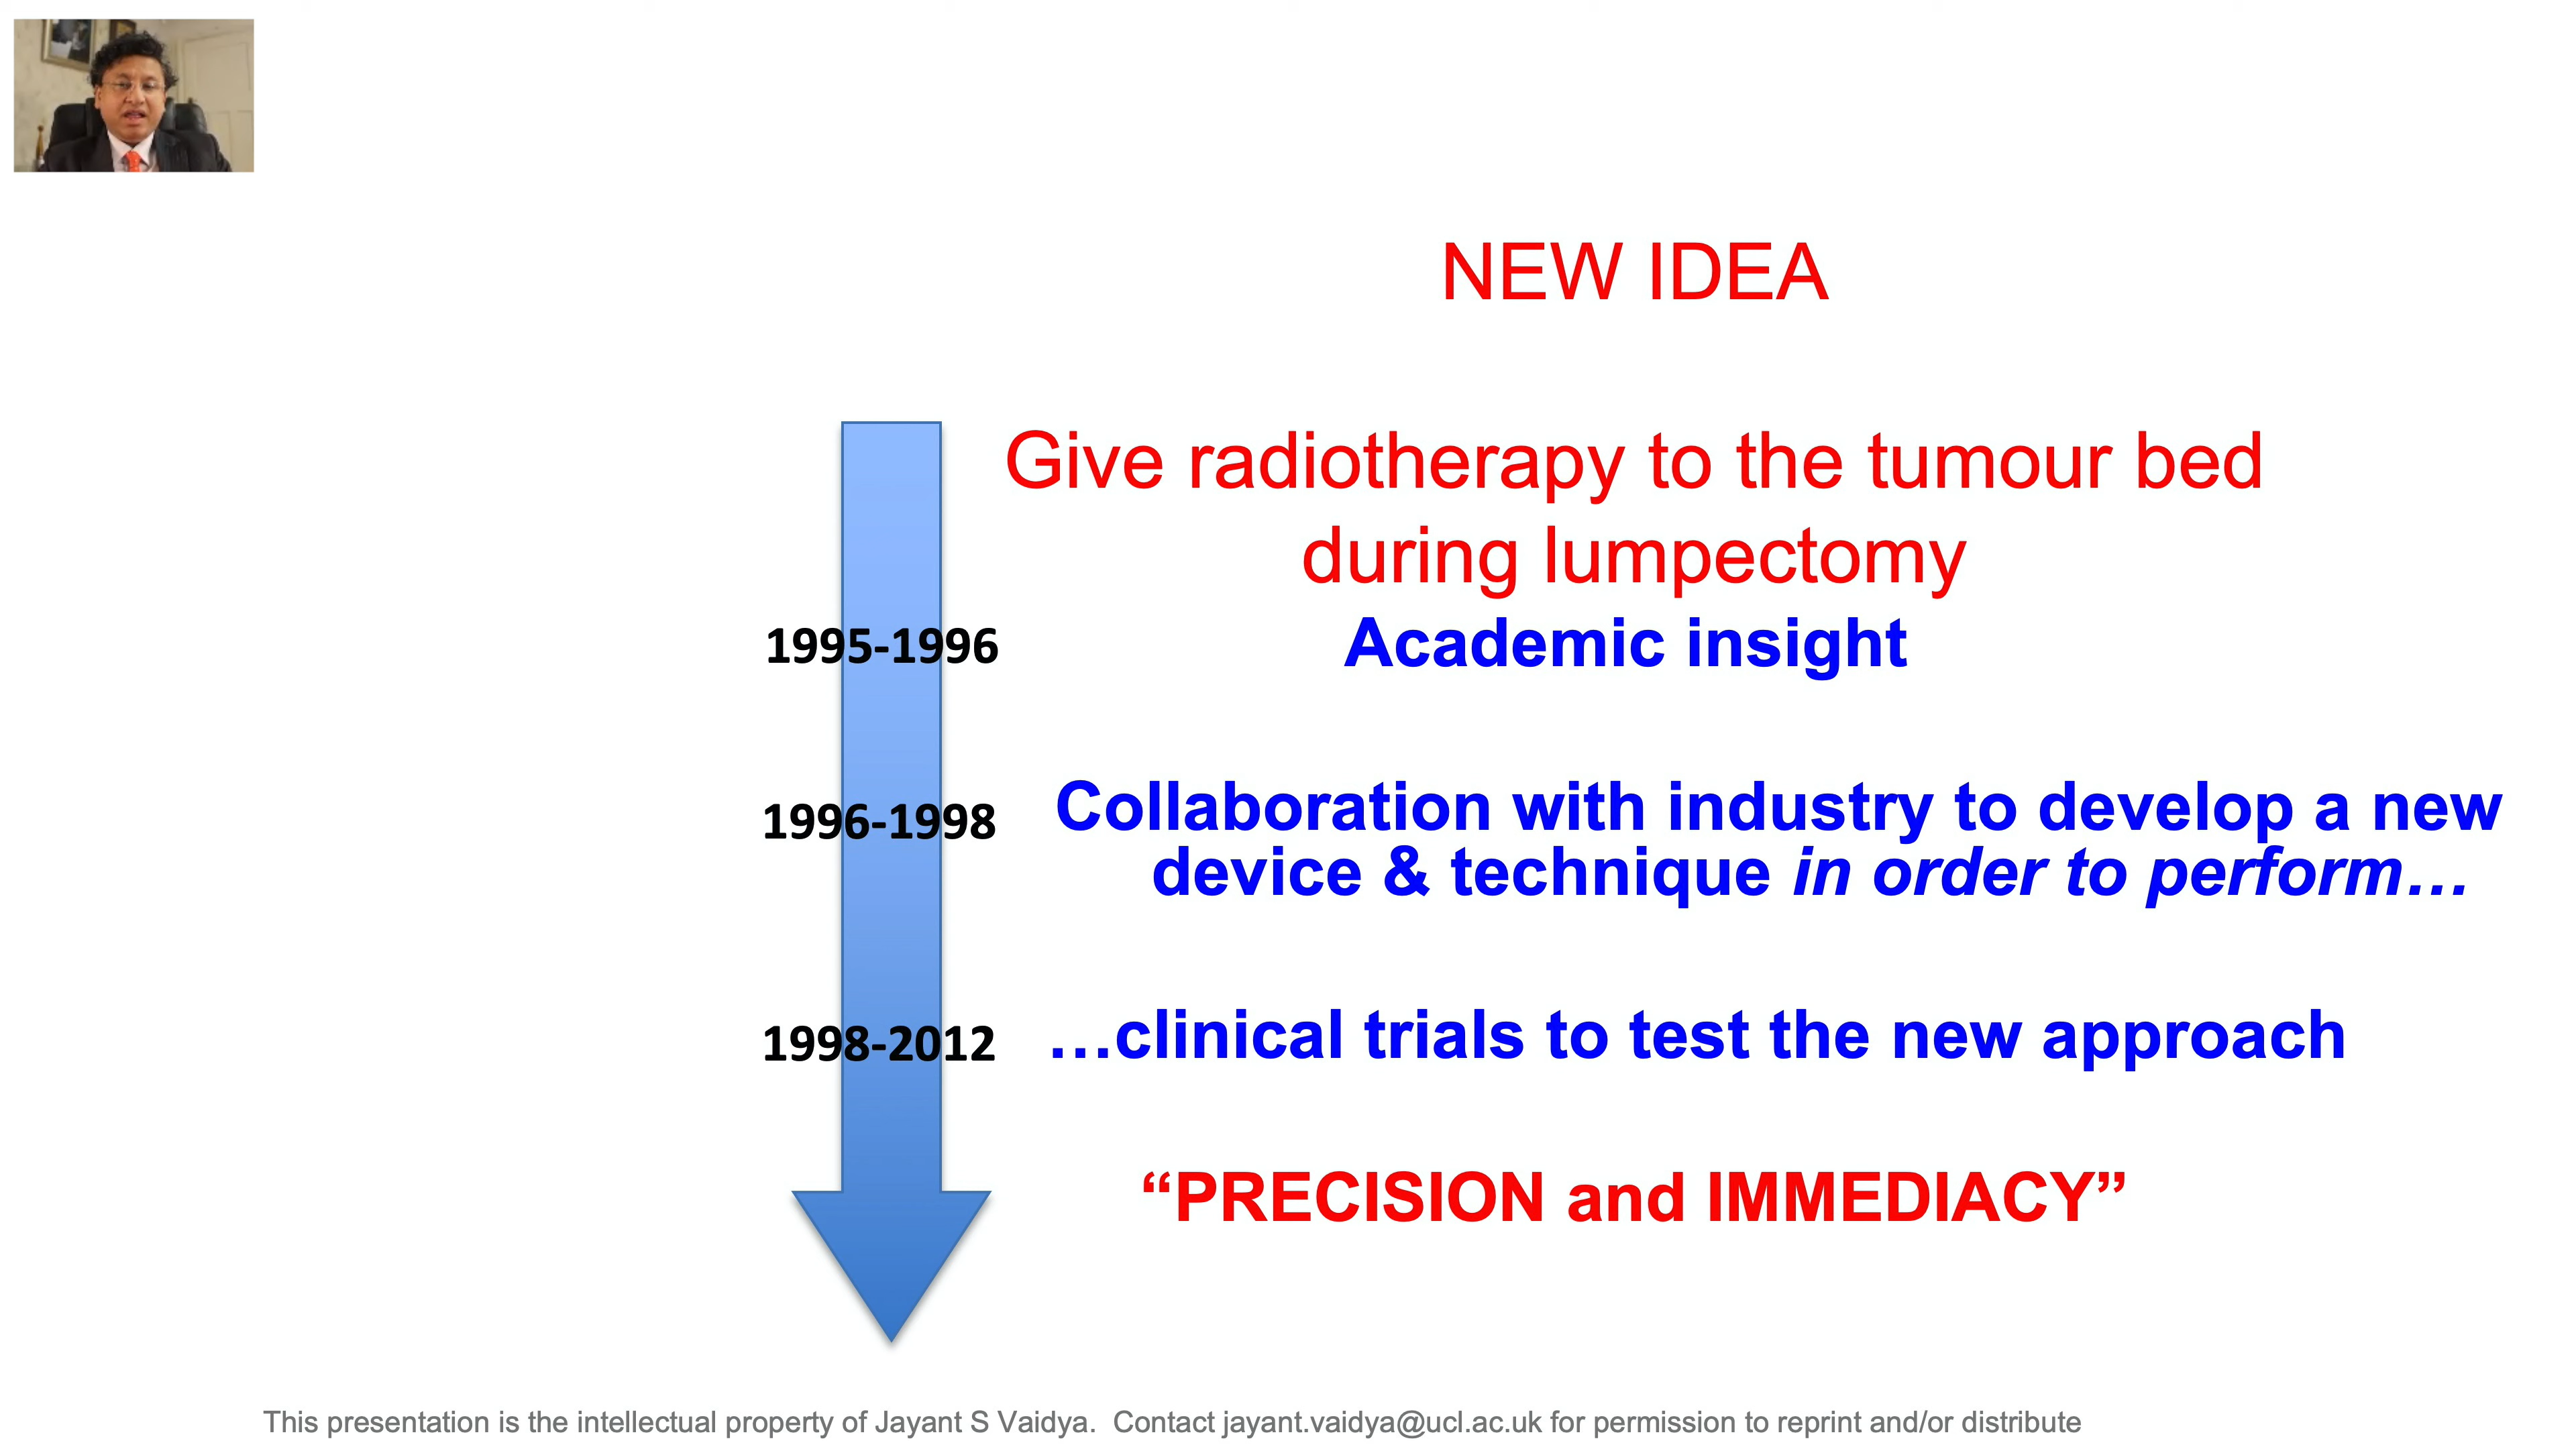 NEW IDEA
Give radiotherapy to the tumour bed
during lumpectomy
1995-1996 Academic insight
1996-1998 Collaboration with industry to develop a new
device & technique in order to perform…
1998-2012 …clinical trials to test the new approach
“PRECISION and IMMEDIACY”
This presentation is the intellectual property of Jayant S Vaidya. Contact jayant.vaidya@ucl.ac.uk for permission to reprint and/or distribute